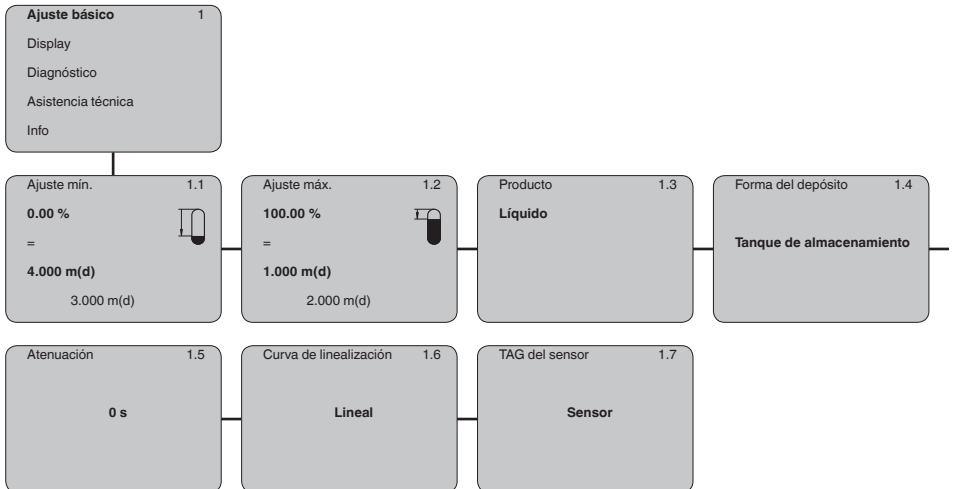 Ajuste básico 1
Display
Diagnóstico
Asistencia técnica
Info
Ajuste mín. 1.1
0.00 %
=
4.000 m(d)
3.000 m(d)
Ajuste máx. 1.2
100.00 %
=
1.000 m(d)
2.000 m(d)
Producto 1.3
Líquido
Forma del depósito 1.4
Tanque de almacenamiento
Atenuación 1.5
0 s
Curva de linealización 1.6
Lineal
TAG del sensor 1.7
Sensor